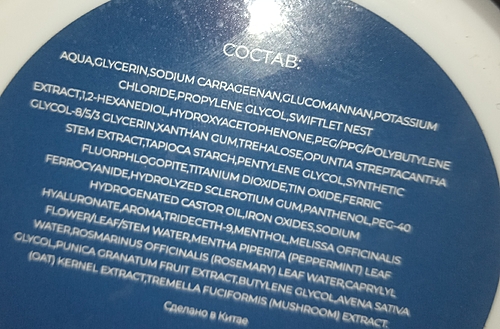 СОСТАВ:
AQUA,GLYCERIN,SODIUM CARRAGEENAN,GLUCOMANNAN,POTASSIUM
CHLORIDE,PROPYLENE GLYCOL,SWIFTLET NEST
EXTRACT,1,2-HEXANEDIOL,HYDROXYACETOPHENONE,PEG/PPG/POLYBUTYLENE
GLYCOL-8/5/3 GLYCERIN,XANTHAN GUM,TREHALOSE,OPUNTIA STREPTACANTHA
STEM EXTRACT,TAPIOCA STARCH,PENTYLENE GLYCOL,SYNTHETIC
FLUORPHLOGOPITE,TITANIUM DIOXIDE,TIN OXIDE,FERRIC
FERROCYANIDE,HYDROLYZED SCLEROTIUM GUM,PANTHENOL,PEG-40
HYDROGENATED CASTOR OIL,IRON OXIDES,SODIUM
HYALURONATE,AROMA,TRIDECETH-9,MENTHOL,MELISSA OFFICINALIS
FLOWER/LEAF/STEM WATER,MENTHA PIPERITA (PEPPERMINT) LEAF
WATER,ROSMARINUS OFFICINALIS (ROSEMARY) LEAF WATER,CAPRYLYL
GLYCOL,PUNICA GRANATUM FRUIT EXTRACT,BUTYLENE GLYCOL,AVENA SATIVA
(OAT) KERNEL EXTRACT,TREMELLA FUCIFORMIS (MUSHROOM) EXTRACT.
Сделано в Китае